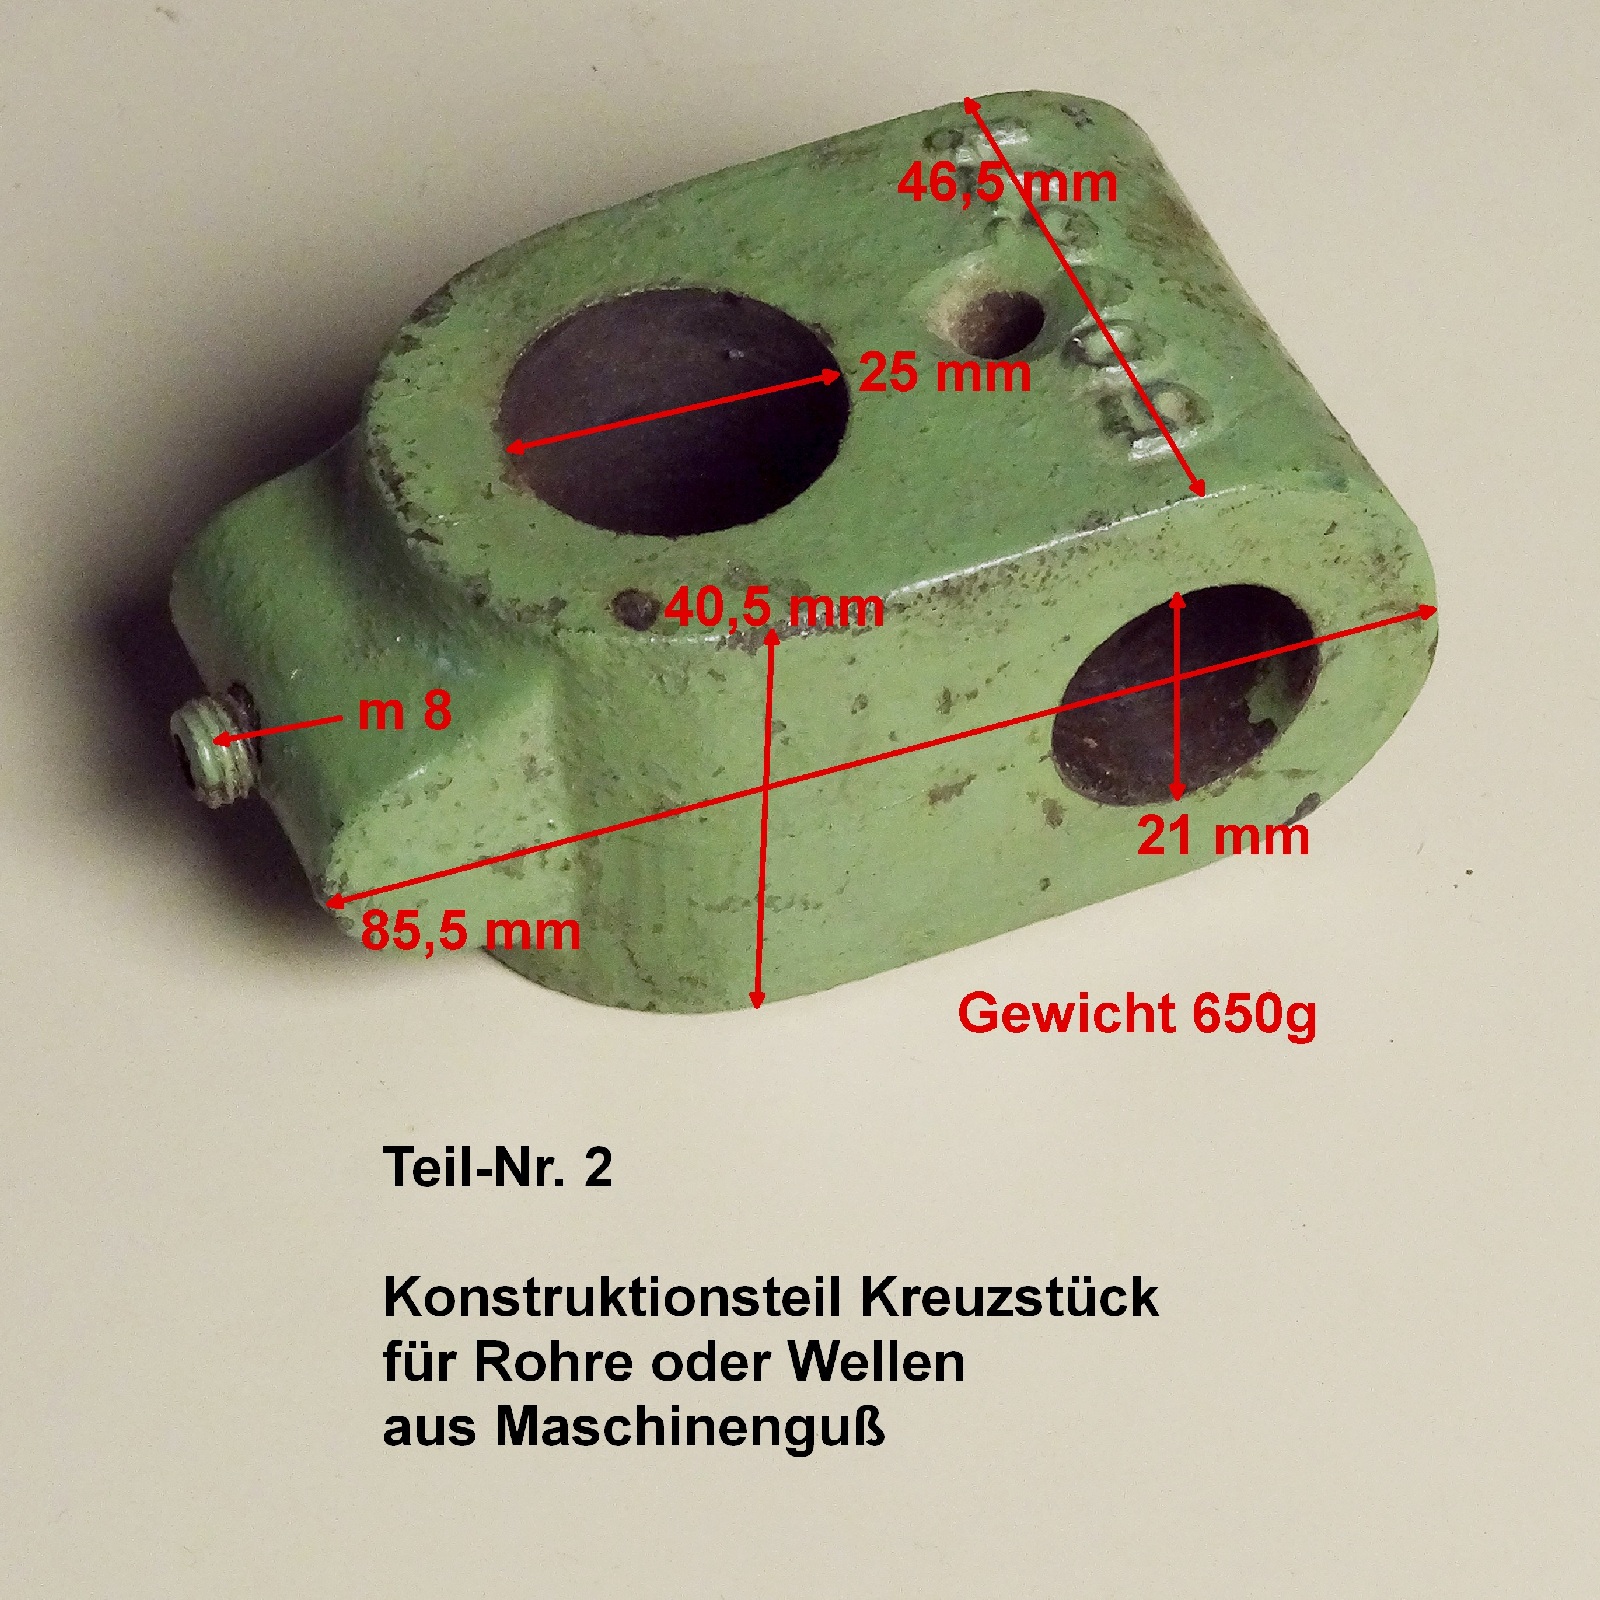 46,5 mm
25 mm
40,5 mm
m 8
21 mm
85,5 mm
Gewicht 650g
Teil-Nr. 2
Konstruktionsteil Kreuzstück
für Rohre oder Wellen
aus Maschinenguß